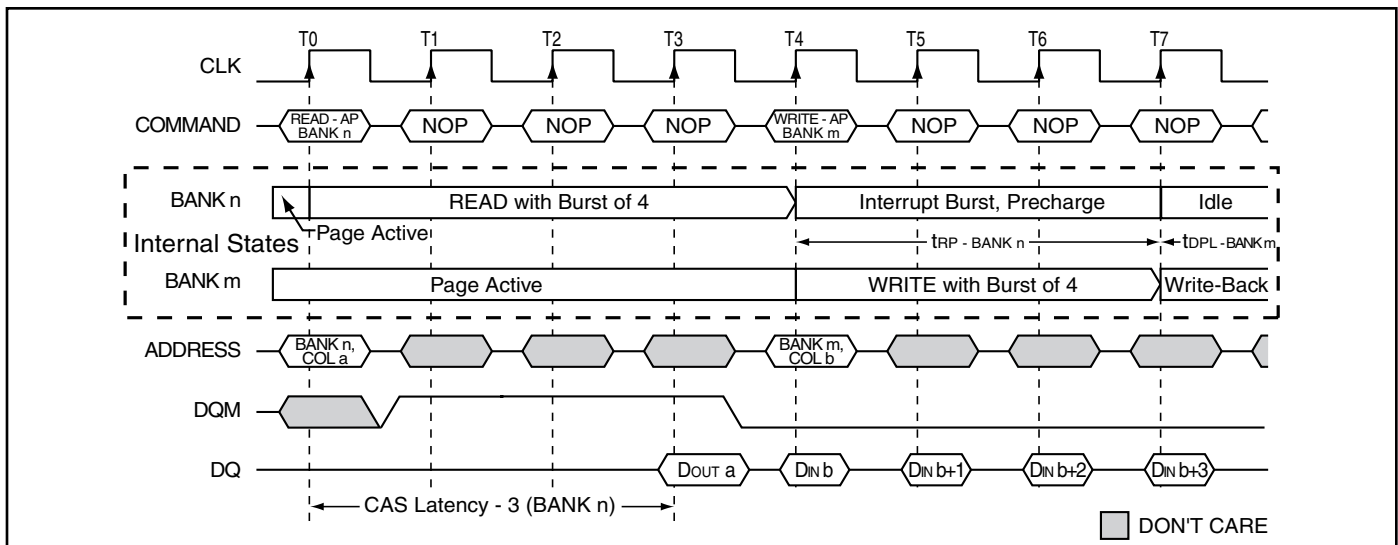 T0 T1 T2 T3 T4 T5 T6 T7
CLK
COMMAND READ - AP NOP NOP NOP WRITE - AP NOP NOP NOP
BANK n BANK m
BANK n READ with Burst of 4 Interrupt Burst, Precharge Idle
Internal States Page Active tRP - BANK n tDPL - BANK m
BANK m Page Active WRITE with Burst of 4 Write-Back
ADDRESS BANK n, BANK m,
COL a COL b
DQM
DQ DOUT a DIN b DIN b+1 DIN b+2 DIN b+3
CAS Latency - 3 (BANK n)
DON'T CARE